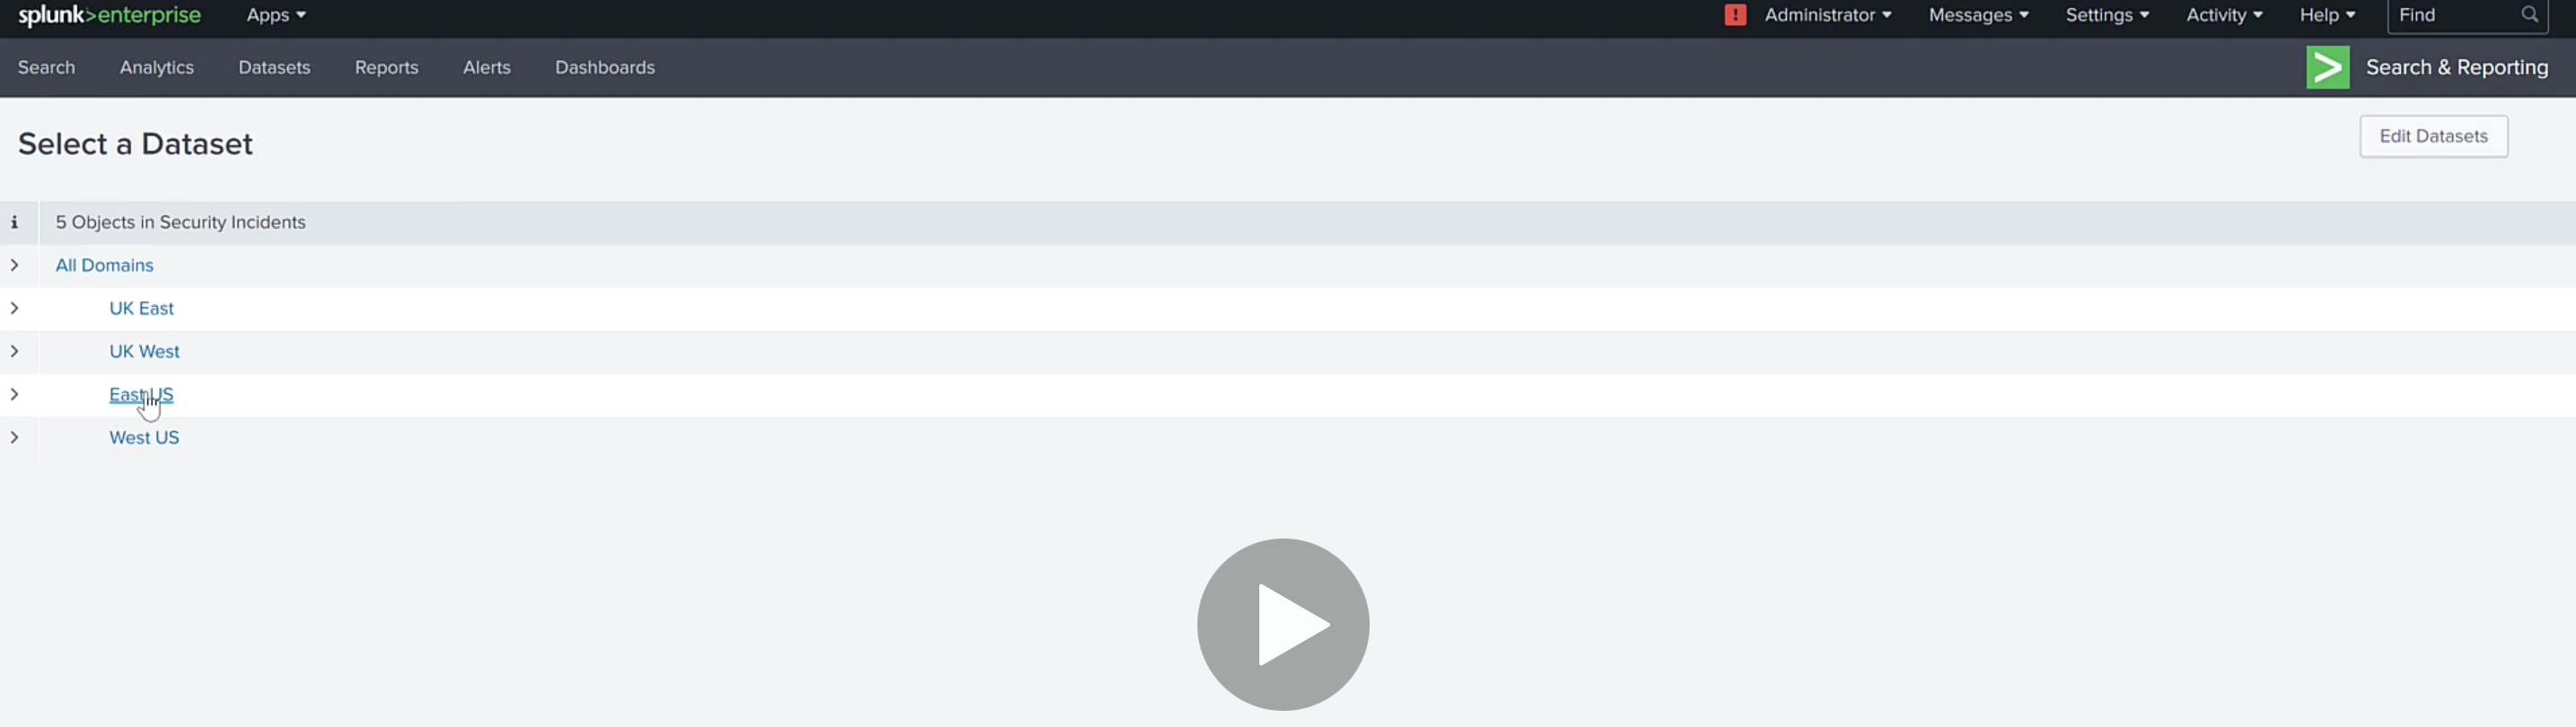 splunk>enterprise Apps ! Administrator Messages Settings Activity Help Find
Search Analytics Datasets Reports Alerts Dashboards Search & Reporting
Select a Dataset Edit Datasets
i 5 Objects in Security Incidents
All Domains
UK East
UK West
East US
West US